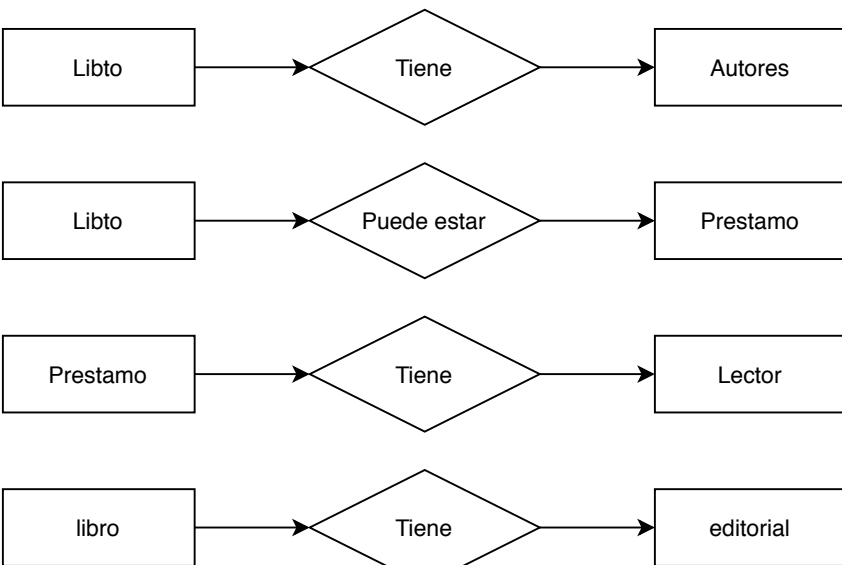 Libto Tiene Autores
Libto Puede estar Prestamo
Prestamo Tiene Lector
libro Tiene editorial